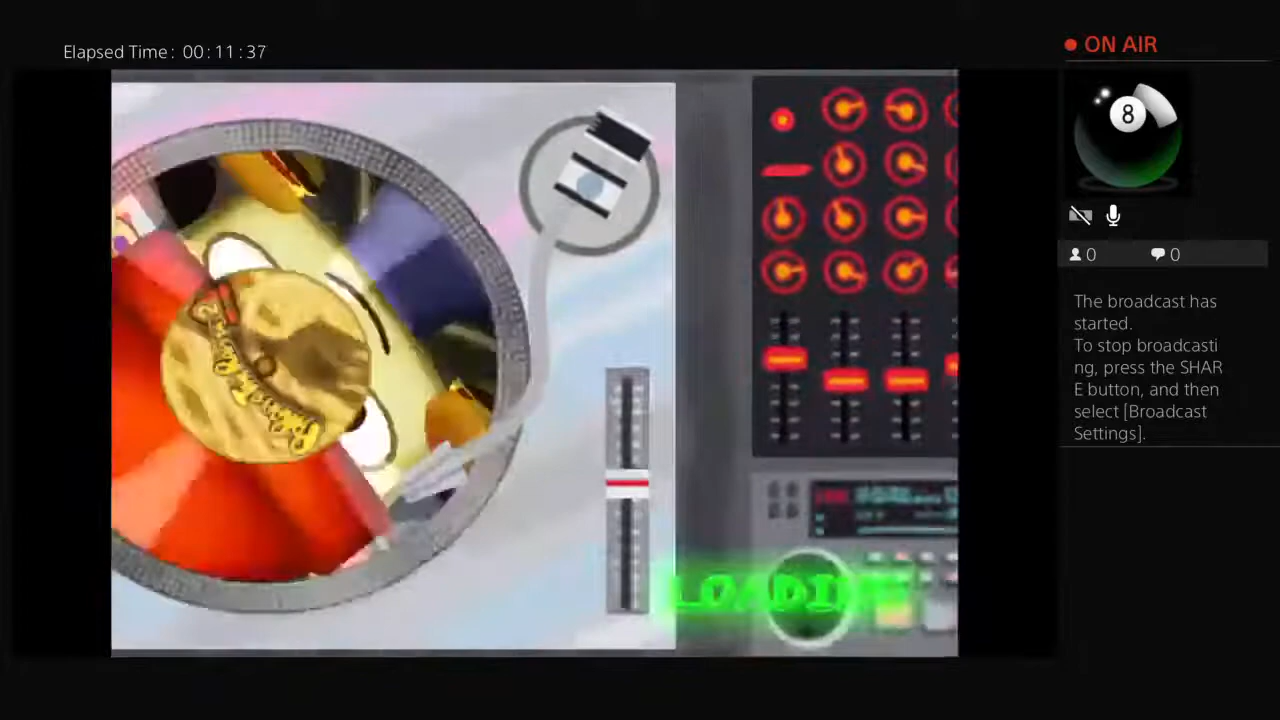 Elapsed Time: 00:11:37
ON AIR
8
0 0
The broadcast has
started.
To stop broadcasti
ng, press the SHAR
E button, and then
select [Broadcast
Settings].
LOADING